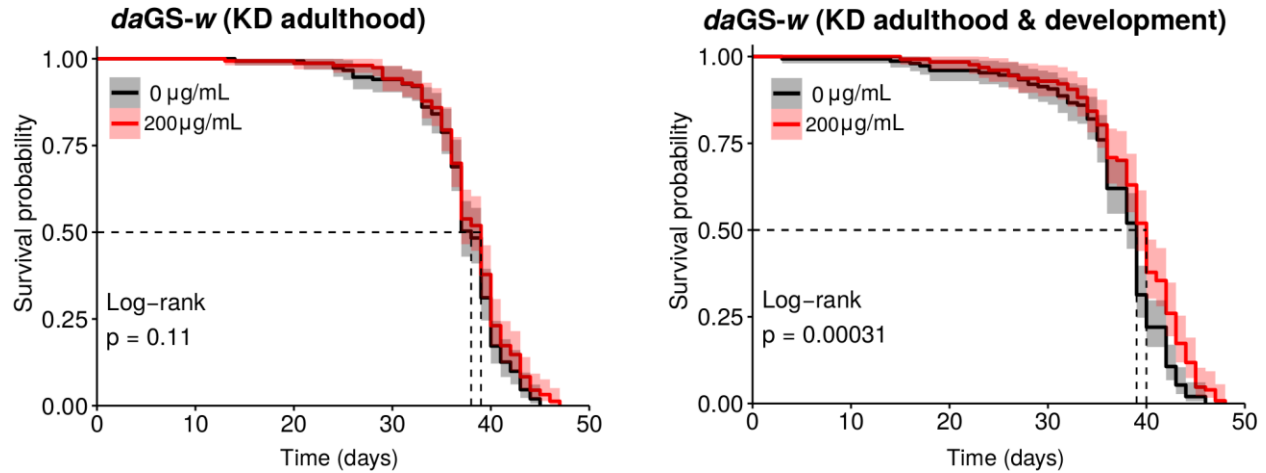 daGS-w (KD adulthood)
1.00
0.75
0.50
0.25
0.00
Survival probability
0 µg/mL
200µg/mL
Log−rank
p = 0.11
0 10 20 30 40 50
Time (days)
daGS-w (KD adulthood & development)
1.00
0.75
0.50
0.25
0.00
Survival probability
0 µg/mL
200µg/mL
Log−rank
p = 0.00031
0 10 20 30 40 50
Time (days)